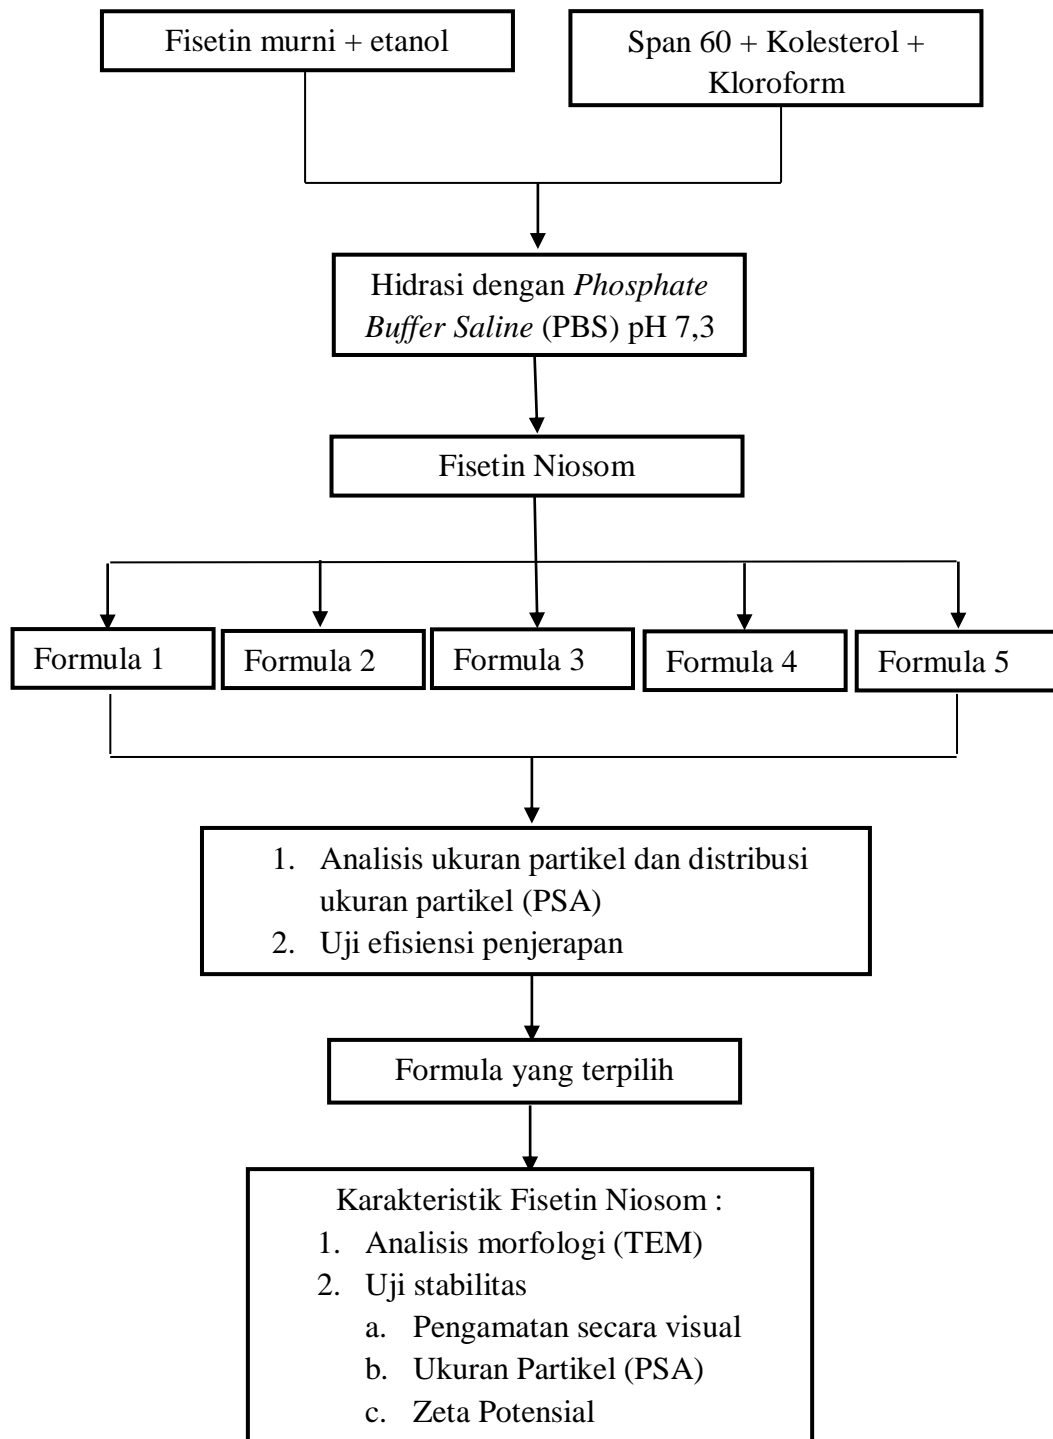 Fisetin murni + etanol
Span 60 + Kolesterol +
Kloroform
Hidrasi dengan Phosphate
Buffer Saline (PBS) pH 7,3
Fisetin Niosom
Formula 1
Formula 2
Formula 3
Formula 4
Formula 5
1. Analisis ukuran partikel dan distribusi
ukuran partikel (PSA)
2. Uji efisiensi penjerapan
Formula yang terpilih
Karakteristik Fisetin Niosom :
1. Analisis morfologi (TEM)
2. Uji stabilitas
a. Pengamatan secara visual
b. Ukuran Partikel (PSA)
c. Zeta Potensial